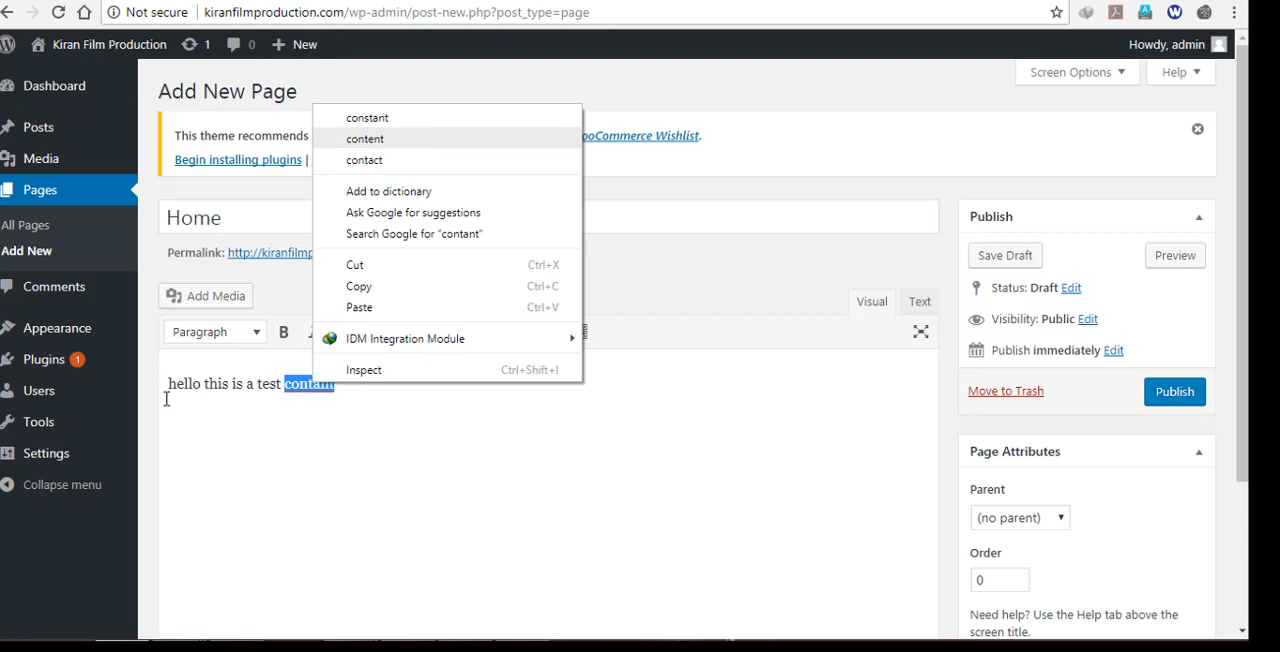 Not secure | kiranfilmproduction.com/wp-admin/post-new.php?post_type=page
Kiran Film Production 1 0 New Howdy, admin
Screen Options Help
Dashboard
Posts
Media
Pages
All Pages
Add New
Comments
Appearance
Plugins 1
Users
Tools
Settings
Collapse menu
Add New Page
This theme recommends ooCommerce Wishlist.
Begin installing plugins |
Home
Permalink: http://kiranfilmp
Add Media
Visual Text
Paragraph B
hello this is a test contant
constant
content
contact
Add to dictionary
Ask Google for suggestions
Search Google for “contant”
Cut Ctrl+X
Copy Ctrl+C
Paste Ctrl+V
IDM Integration Module
Inspect Ctrl+Shift+I
Publish
Save Draft Preview
Status: Draft Edit
Visibility: Public Edit
Publish immediately Edit
Move to Trash Publish
Page Attributes
Parent
(no parent)
Order
0
Need help? Use the Help tab above the
screen title.